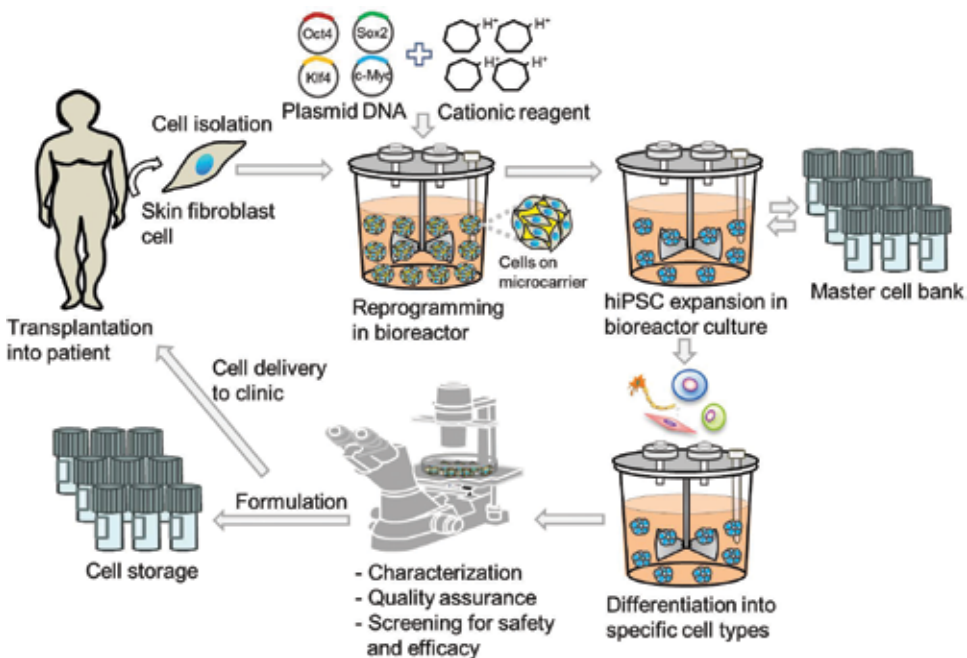 Oct4
Sox2
Klf4
c-Myc
H+
H+
H+
H+
Plasmid DNA
Cationic reagent
Cell isolation
Skin fibroblast
cell
Cells on
microcarrier
Reprogramming
in bioreactor
hiPSC expansion in
bioreactor culture
Master cell bank
Transplantation
into patient
Cell delivery
to clinic
Formulation
Cell storage
- Characterization
- Quality assurance
- Screening for safety
and efficacy
Differentiation into
specific cell types